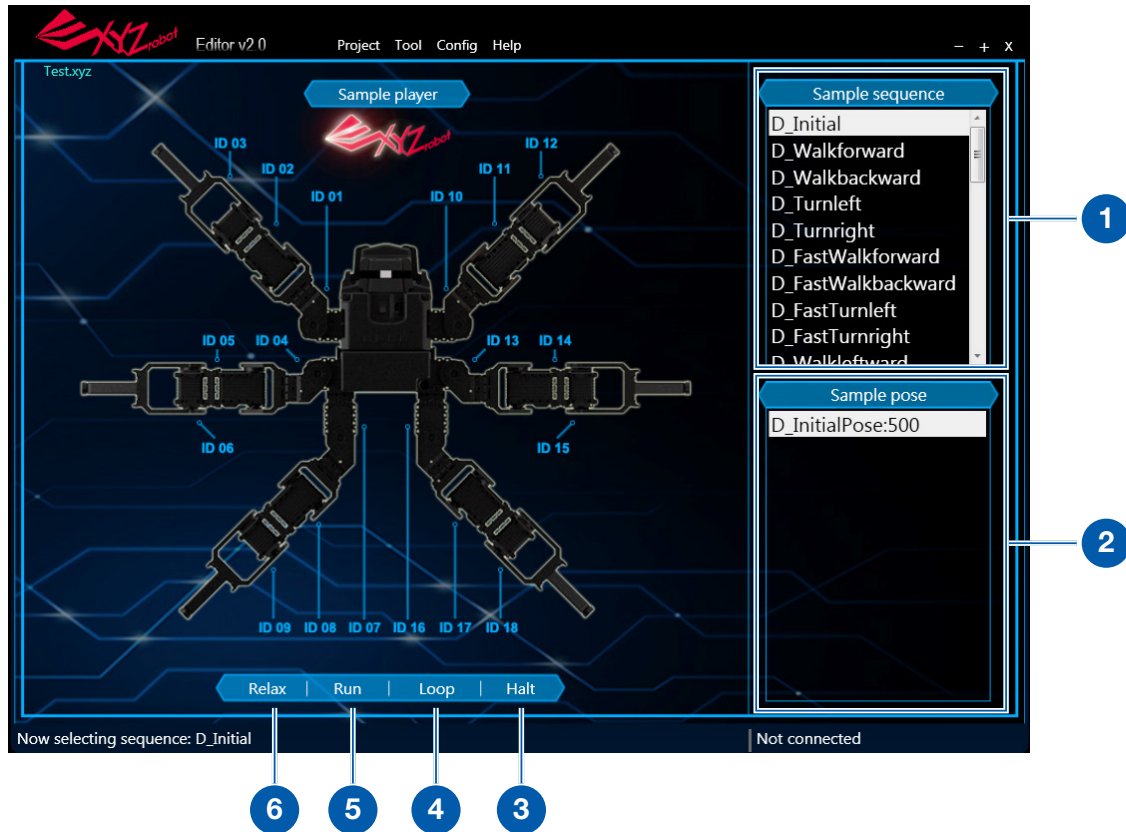 XYZrobot Editor v2.0 Project Tool Config Help - + x
Test.xyz
Sample player
XYZrobot
ID 03
ID 02
ID 01
ID 12
ID 11
ID 10
ID 05
ID 04
ID 13
ID 14
ID 06
ID 15
ID 09 ID 08 ID 07 ID 16 ID 17 ID 18
Relax | Run | Loop | Halt
Sample sequence
D_Initial
D_Walkforward
D_Walkbackward
D_Turnleft
D_Turnright
D_FastWalkforward
D_FastWalkbackward
D_FastTurnleft
D_FastTurnright
D_Walkleftward
Sample pose
D_InitialPose:500
Now selecting sequence: D_Initial
Not connected
1
2
6 5 4 3